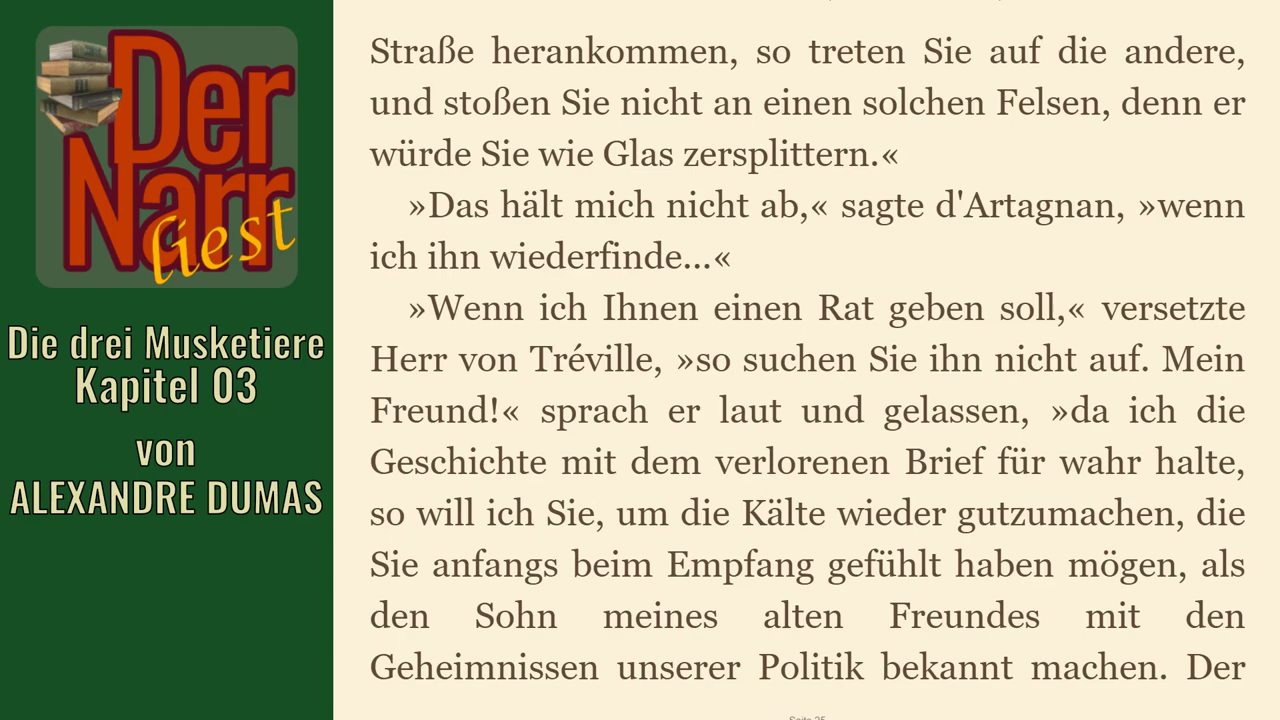 Der
Narr
liest
Die drei Musketiere
Kapitel 03
von
ALEXANDRE DUMAS
Straße herankommen, so treten Sie auf die andere,
und stoßen Sie nicht an einen solchen Felsen, denn er
würde Sie wie Glas zersplittern.«
»Das hält mich nicht ab,« sagte d'Artagnan, »wenn
ich ihn wiederfinde...«
»Wenn ich Ihnen einen Rat geben soll,« versetzte
Herr von Tréville, »so suchen Sie ihn nicht auf. Mein
Freund!« sprach er laut und gelassen, »da ich die
Geschichte mit dem verlorenen Brief für wahr halte,
so will ich Sie, um die Kälte wieder gutzumachen, die
Sie anfangs beim Empfang gefühlt haben mögen, als
den Sohn meines alten Freundes mit den
Geheimnissen unserer Politik bekannt machen. Der